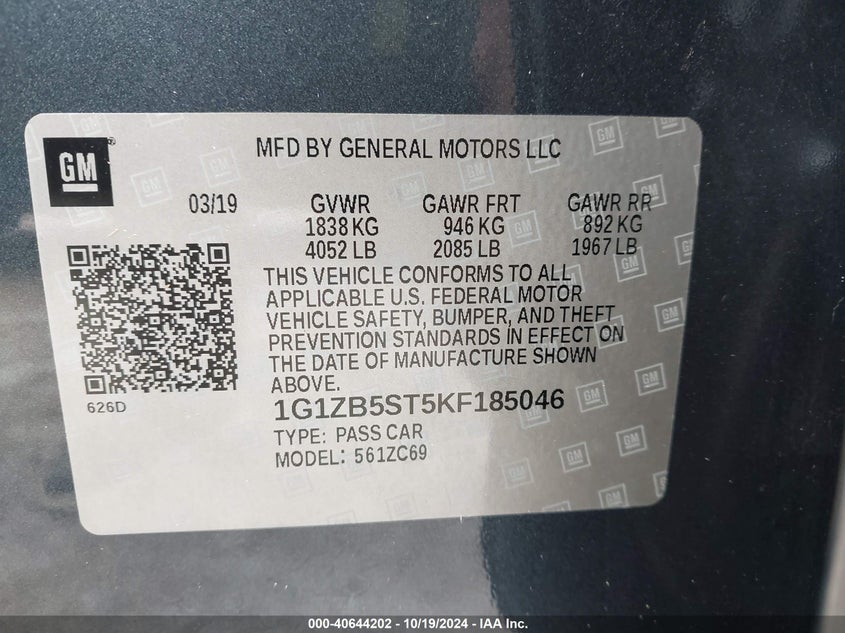 GM
MFD BY GENERAL MOTORS LLC
03/19 GVWR GAWR FRT GAWR RR
1838 KG 946 KG 892 KG
4052 LB 2085 LB 1967 LB
THIS VEHICLE CONFORMS TO ALL
APPLICABLE U.S. FEDERAL MOTOR
VEHICLE SAFETY, BUMPER, AND THEFT
PREVENTION STANDARDS IN EFFECT ON
THE DATE OF MANUFACTURE SHOWN
ABOVE.
626D
1G1ZB5ST5KF185046
TYPE: PASS CAR
MODEL: 561ZC69
000-40644202 - 10/19/2024 - IAA Inc.